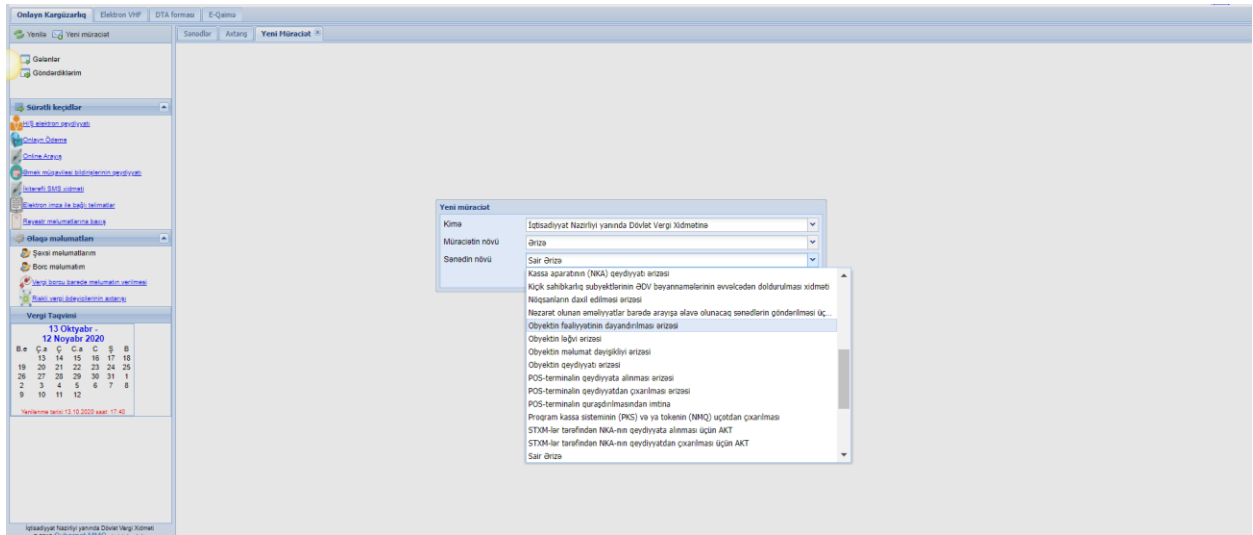 Onlayn Kargüzarlıq Elektron VHF DTA forması E-Qaimə
Yenilə Yeni müraciət
Sənədlər Axtarış Yeni Müraciət
Gələnlər
Göndərdiklərim
Sürətli keçidlər
H/Ş elektron qeydiyyatı
Onlayn Ödəmə
Online Arayış
Əmək müqaviləsi bildirişlərinin qeydiyyatı
İkitərəfli SMS xidməti
Elektron imza ilə bağlı təlimatlar
Reyestr məlumatlarına baxış
Əlaqə məlumatları
Şəxsi məlumatlarım
Borc məlumatım
Vergi borcu barədə məlumatın verilməsi
Riskli vergi ödəyicilərinin axtarışı
Vergi Təqvimi
13 Oktyabr -
12 Noyabr 2020
B.e Ç.a Ç C.a C Ş B
13 14 15 16 17 18
19 20 21 22 23 24 25
26 27 28 29 30 31 1
2 3 4 5 6 7 8
9 10 11 12
Yenilənmə tarixi:13.10.2020 saat: 17:40
İqtisadiyyat Nazirliyi yanında Dövlət Vergi Xidməti
Yeni müraciət
Kimə İqtisadiyyat Nazirliyi yanında Dövlət Vergi Xidmətinə
Müraciətin növü Ərizə
Sənədin növü Sair Ərizə
Kassa aparatının (NKA) qeydiyyatı ərizəsi
Kiçik sahibkarlıq subyektlərinin ƏDV bəyannamələrinin əvvəlcədən doldurulması xidməti
Nöqsanların daxil edilməsi ərizəsi
Nəzarət olunan əməliyyatlar barədə arayışa əlavə olunacaq sənədlərin göndərilməsi üç...
Obyektin fəaliyyətinin dayandırılması ərizəsi
Obyektin ləğvi ərizəsi
Obyektin məlumat dəyişikliyi ərizəsi
Obyektin qeydiyyatı ərizəsi
POS-terminalın qeydiyyata alınması ərizəsi
POS-terminalın qeydiyyatdan çıxarılması ərizəsi
POS-terminalın quraşdırılmasından imtina
Proqram kassa sisteminin (PKS) və ya tokenin (NMQ) uçotdan çıxarılması
STXM-lər tərəfindən NKA-nın qeydiyyata alınması üçün AKT
STXM-lər tərəfindən NKA-nın qeydiyyatdan çıxarılması üçün AKT
Sair Ərizə